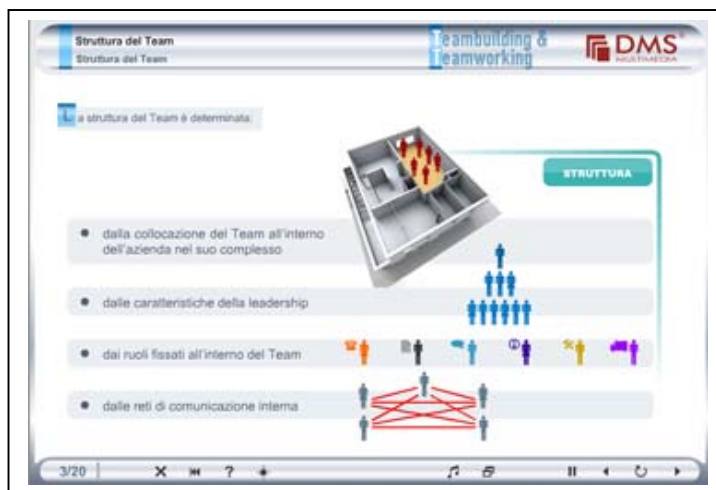 Struttura del Team
Struttura del Team
Teambuilding &
Teamworking
DMS
MULTIMEDIA
La struttura del Team è determinata:
STRUTTURA
dalla collocazione del Team all'interno
dell'azienda nel suo complesso
dalle caratteristiche della leadership
dai ruoli fissati all'interno del Team
dalle reti di comunicazione interna
3/20
?